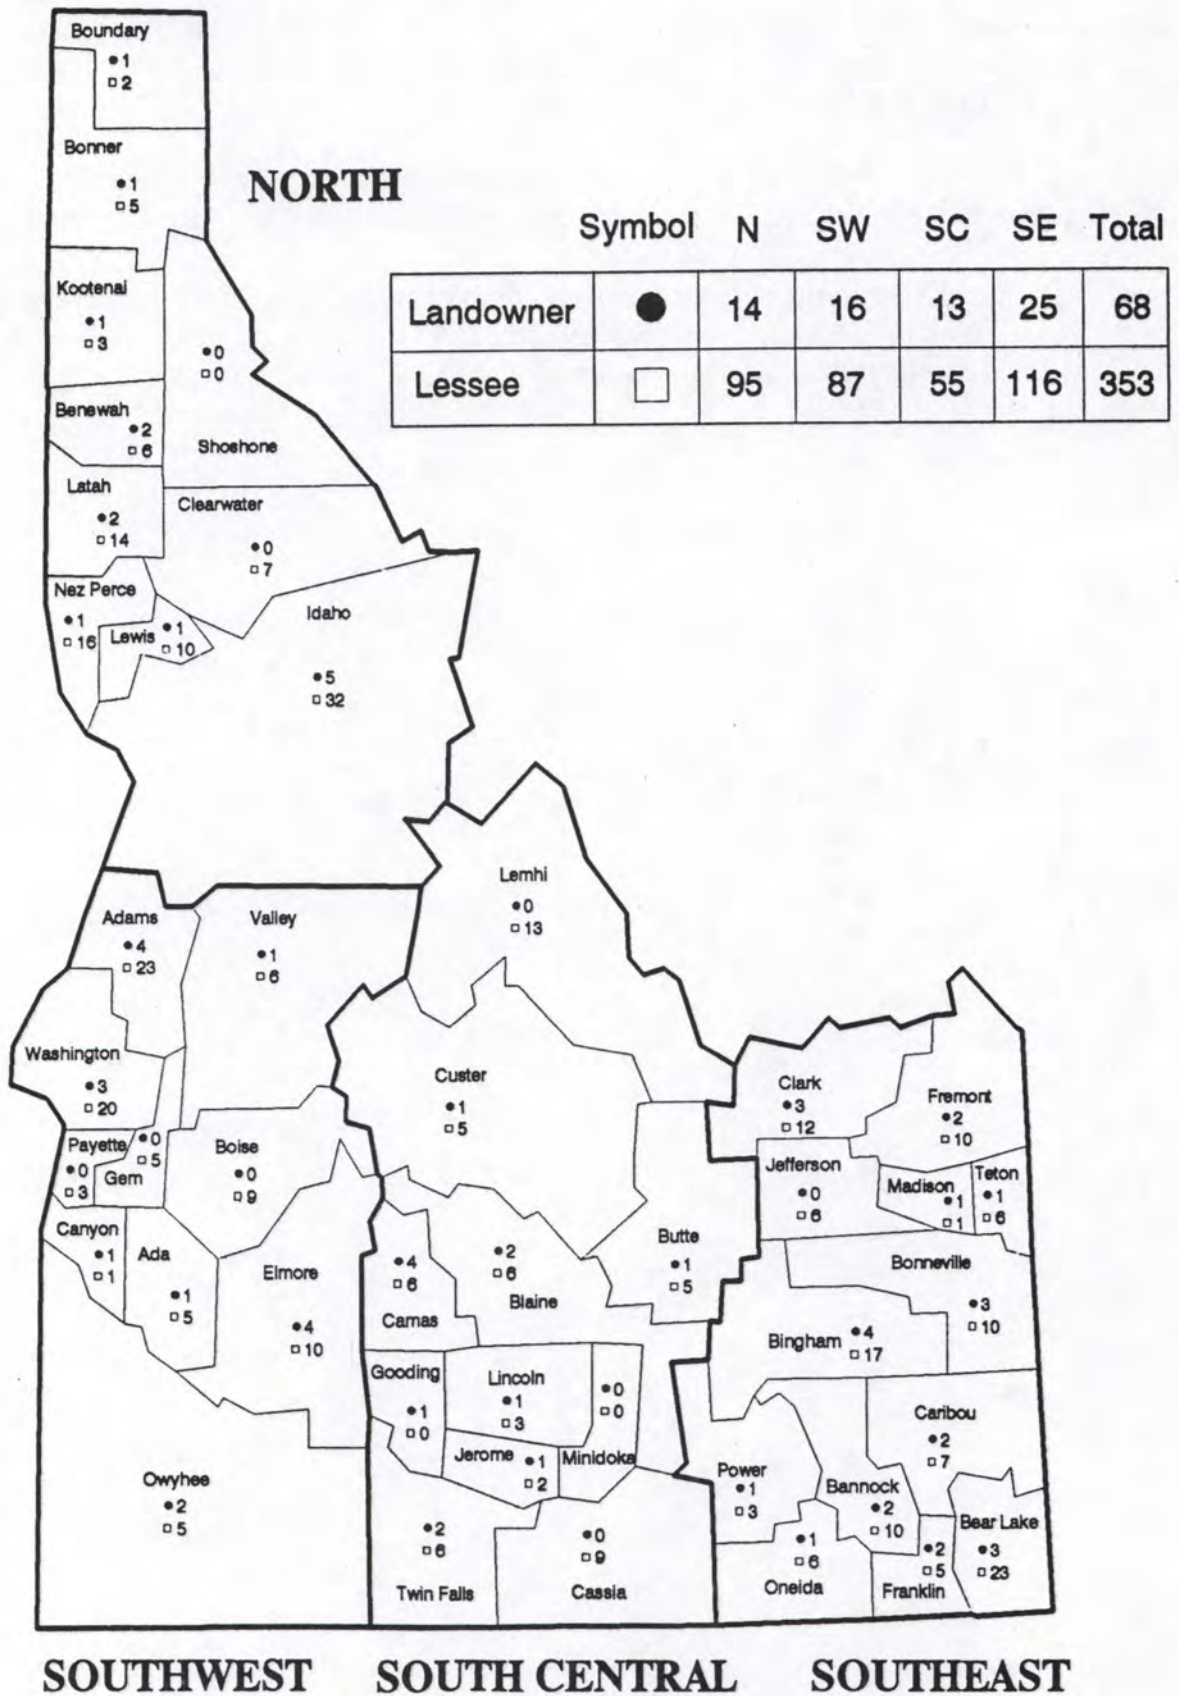 Boundary
●1
□2
Bonner
●1
□5
NORTH
Symbol N SW SC SE Total
Landowner ● 14 16 13 25 68
Lessee □ 95 87 55 116 353
Kootenai
●1
□3
●0
□0
Shoshone
Benewah
●2
□6
Latah
●2
□14
Clearwater
●0
□7
Nez Perce
●1
□16
Lewis ●1
□10
Idaho
●5
□32
Lemhi
●0
□13
Adams
●4
□23
Valley
●1
□6
Washington
●3
□20
Custer
●1
□5
Clark
●3
□12
Fremont
●2
□10
Payette
●0
□3
●0
□5
Gem
Boise
●0
□9
Jefferson
●0
□6
Madison
●1
□1
Teton
●1
□6
Canyon
●1
□1
Ada
●1
□5
Elmore
●4
□10
●4
□6
Camas
●2
□6
Blaine
Butte
●1
□5
Bonneville
●3
□10
Bingham ●4
□17
Gooding
●1
□0
Lincoln
●1
□3
●0
□0
Minidoka
Jerome ●1
□2
Caribou
●2
□7
Power
●1
□3
Bannock
●2
□10
Owyhee
●2
□5
●2
□6
Twin Falls
●0
□9
Cassia
●1
□6
Oneida
●2
□5
Franklin
Bear Lake
●3
□23
SOUTHWEST SOUTH CENTRAL SOUTHEAST